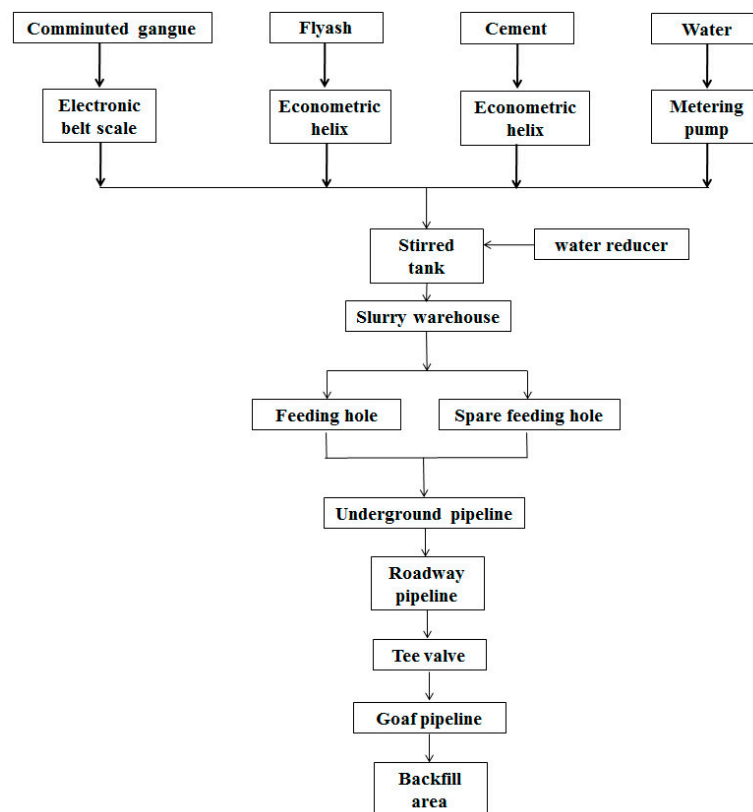 Comminuted gangue
Flyash
Cement
Water
Electronic
belt scale
Econometric
helix
Econometric
helix
Metering
pump
Stirred
tank
water reducer
Slurry warehouse
Feeding hole
Spare feeding hole
Underground pipeline
Roadway
pipeline
Tee valve
Goaf pipeline
Backfill
area